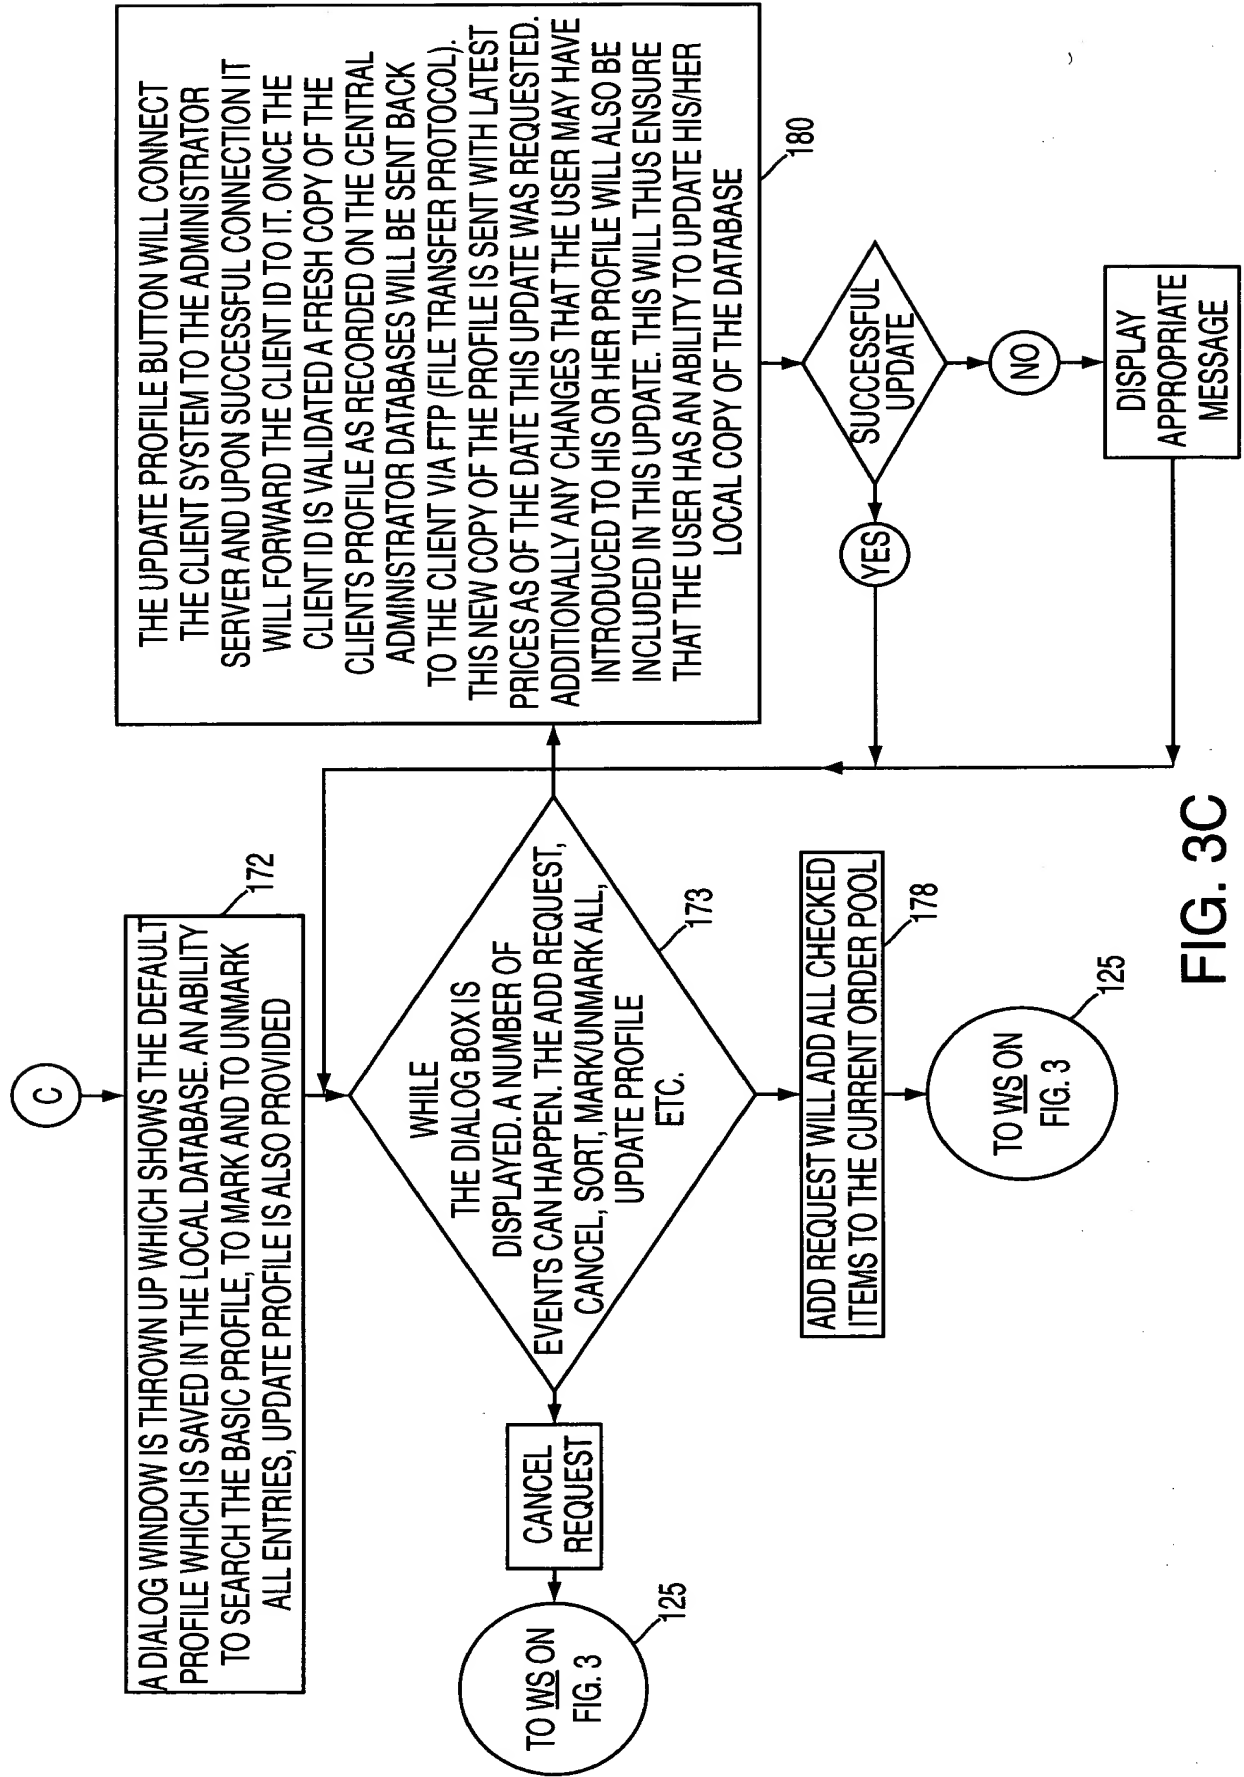 C
A DIALOG WINDOW IS THROWN UP WHICH SHOWS THE DEFAULT
PROFILE WHICH IS SAVED IN THE LOCAL DATABASE. AN ABILITY
TO SEARCH THE BASIC PROFILE, TO MARK AND TO UNMARK
ALL ENTRIES, UPDATE PROFILE IS ALSO PROVIDED
172
WHILE
THE DIALOG BOX IS
DISPLAYED. A NUMBER OF
EVENTS CAN HAPPEN. THE ADD REQUEST,
CANCEL, SORT, MARK/UNMARK ALL,
UPDATE PROFILE
ETC.
173
CANCEL
REQUEST
TO WS ON
FIG. 3
125
ADD REQUEST WILL ADD ALL CHECKED
ITEMS TO THE CURRENT ORDER POOL
178
TO WS ON
FIG. 3
125
THE UPDATE PROFILE BUTTON WILL CONNECT
THE CLIENT SYSTEM TO THE ADMINISTRATOR
SERVER AND UPON SUCCESSFUL CONNECTION IT
WILL FORWARD THE CLIENT ID TO IT. ONCE THE
CLIENT ID IS VALIDATED A FRESH COPY OF THE
CLIENTS PROFILE AS RECORDED ON THE CENTRAL
ADMINISTRATOR DATABASES WILL BE SENT BACK
TO THE CLIENT VIA FTP (FILE TRANSFER PROTOCOL).
THIS NEW COPY OF THE PROFILE IS SENT WITH LATEST
PRICES AS OF THE DATE THIS UPDATE WAS REQUESTED.
ADDITIONALLY ANY CHANGES THAT THE USER MAY HAVE
INTRODUCED TO HIS OR HER PROFILE WILL ALSO BE
INCLUDED IN THIS UPDATE. THIS WILL THUS ENSURE
THAT THE USER HAS AN ABILITY TO UPDATE HIS/HER
LOCAL COPY OF THE DATABASE
180
SUCCESSFUL
UPDATE
YES
NO
DISPLAY
APPROPRIATE
MESSAGE
FIG. 3C